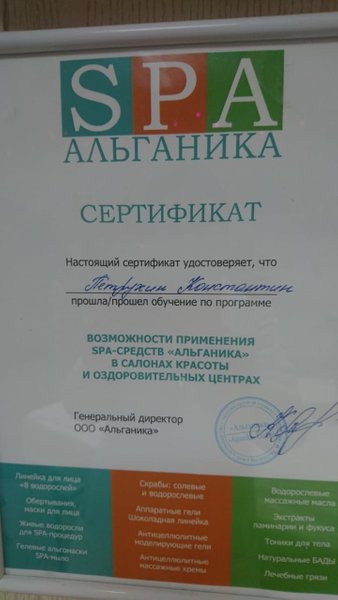 SPA
АЛЬГАНИКА
СЕРТИФИКАТ
Настоящий сертификат удостоверяет, что
Петрухин Константин
прошла/прошел обучение по программе
ВОЗМОЖНОСТИ ПРИМЕНЕНИЯ
SPA-СРЕДСТВ «АЛЬГАНИКА»
В САЛОНАХ КРАСОТЫ
И ОЗДОРОВИТЕЛЬНЫХ ЦЕНТРАХ
Генеральный директор
ООО «Альганика»
Линейка для лица
«8 водорослей»
Обертывания,
маски для лица
Живые водоросли
для SPA-процедур
Гелевые альгомаски
SPA-мыло
Скрабы: солевые
и водорослевые
Аппаратные гели
Шоколадная линейка
Антицеллюлитные
моделирующие гели
Антицеллюлитные
массажные кремы
Водорослевые
массажные масла
Экстракты
ламинарии и фукуса
Тоники для тела
Натуральные БАДы
Лечебные грязи